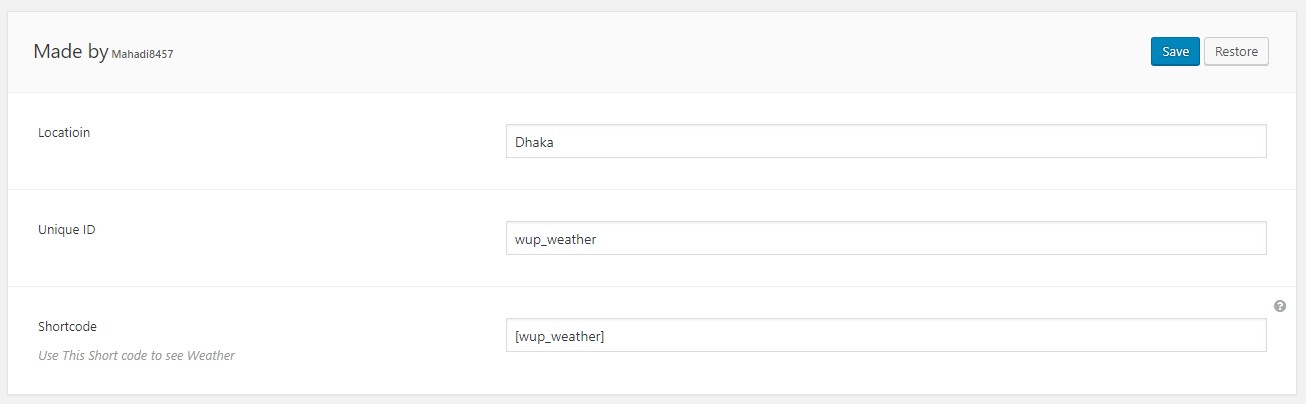 Made by Mahadi8457
Save
Restore
Locatioin
Dhaka
Unique ID
wup_weather
Shortcode
[wup_weather]
Use This Short code to see Weather